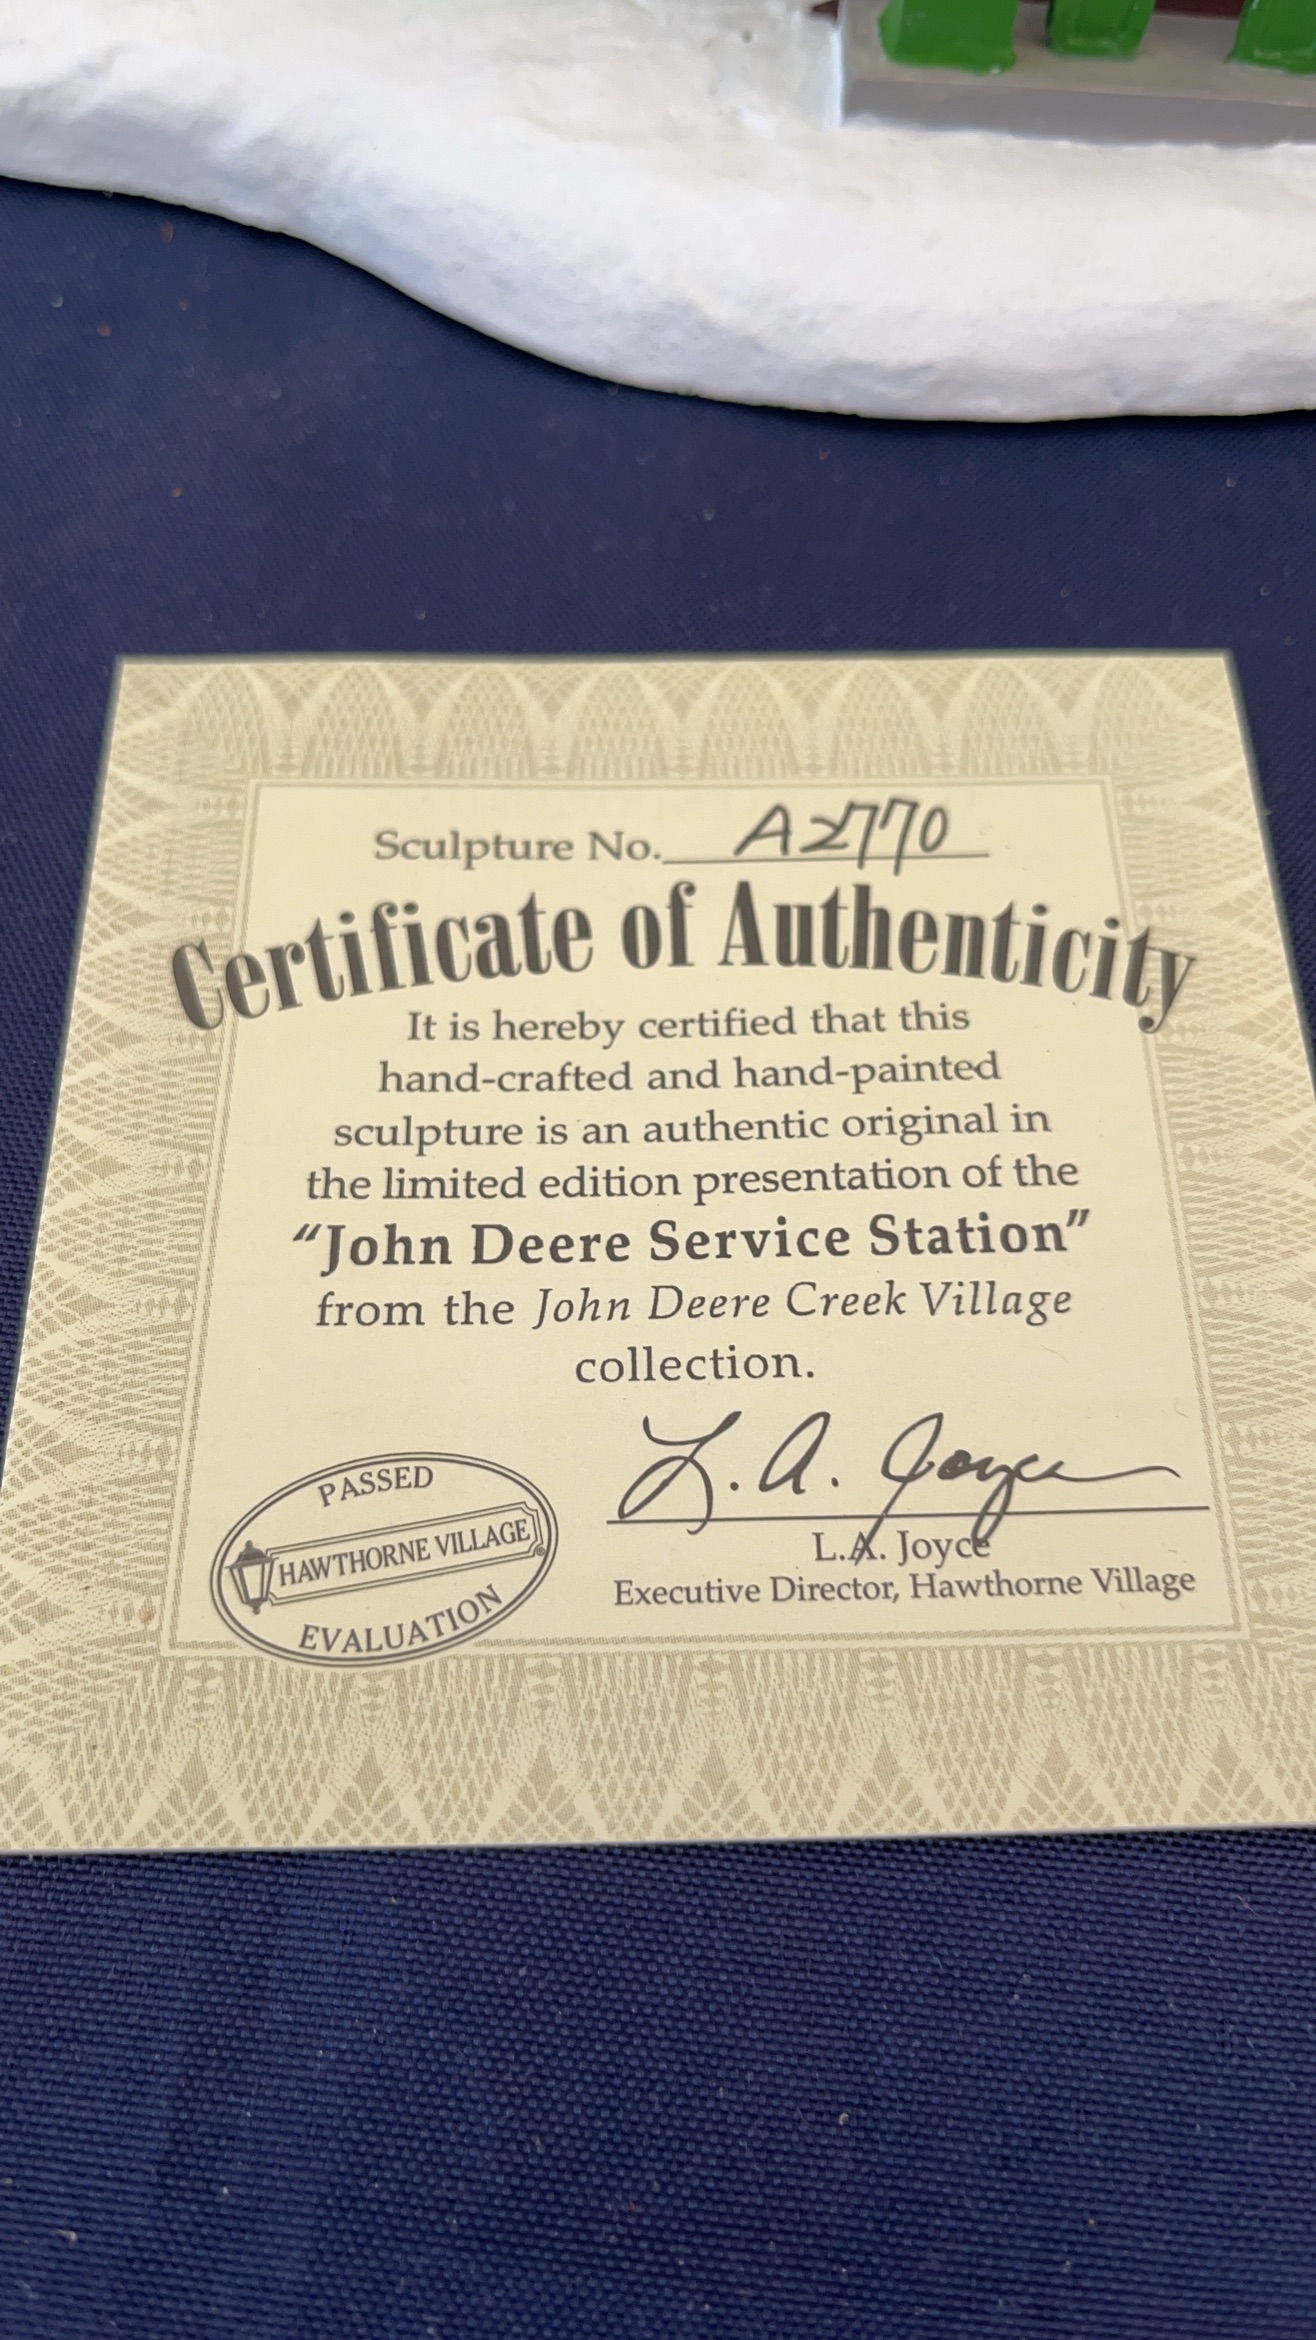 Sculpture No. A2770
Certificate of Authenticity
It is hereby certified that this
hand-crafted and hand-painted
sculpture is an authentic original in
the limited edition presentation of the
"John Deere Service Station"
from the John Deere Creek Village
collection.
L. A. Joyce
L.A. Joyce
Executive Director, Hawthorne Village
PASSED
HAWTHORNE VILLAGE®
EVALUATION